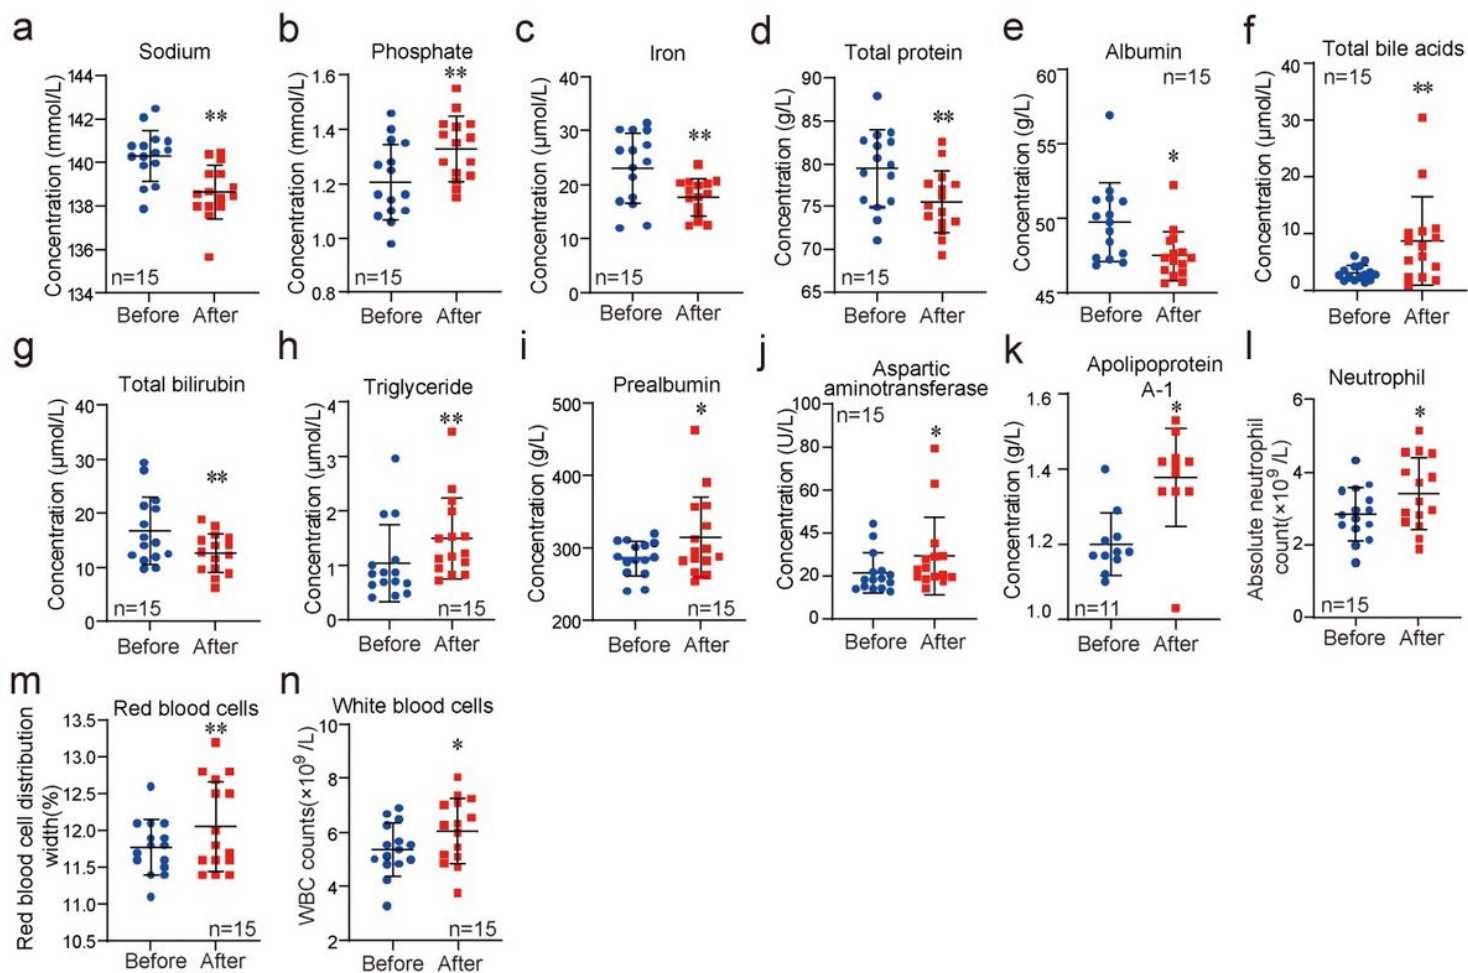 a
Sodium
Concentration (mmol/L)
144
142
140
138
136
134
**
n=15
Before After
b
Phosphate
Concentration (mmol/L)
1.6
1.4
1.2
1.0
0.8
**
n=15
Before After
c
Iron
Concentration (μmol/L)
40
30
20
10
0
**
n=15
Before After
d
Total protein
Concentration (g/L)
90
85
80
75
70
65
**
n=15
Before After
e
Albumin
Concentration (g/L)
60
55
50
45
n=15
*
Before After
f
Total bile acids
Concentration (μmol/L)
40
30
20
10
0
n=15
**
Before After
g
Total bilirubin
Concentration (μmol/L)
40
30
20
10
0
**
n=15
Before After
h
Triglyceride
Concentration (μmol/L)
4
3
2
1
0
**
n=15
Before After
i
Prealbumin
Concentration (g/L)
500
400
300
200
*
n=15
Before After
j
Aspartic
aminotransferase
Concentration (U/L)
100
80
60
45
20
0
n=15
*
Before After
k
Apolipoprotein
A-1
Concentration (g/L)
1.6
1.4
1.2
1.0
*
n=11
Before After
l
Neutrophil
Absolute neutrophil
count(×10⁹/L)
6
4
2
0
*
n=15
Before After
m
Red blood cells
Red blood cell distribution
width(%)
13.5
13.0
12.5
12.0
11.5
11.0
10.5
**
n=15
Before After
n
White blood cells
WBC counts(×10⁹/L)
10
8
6
4
2
*
n=15
Before After